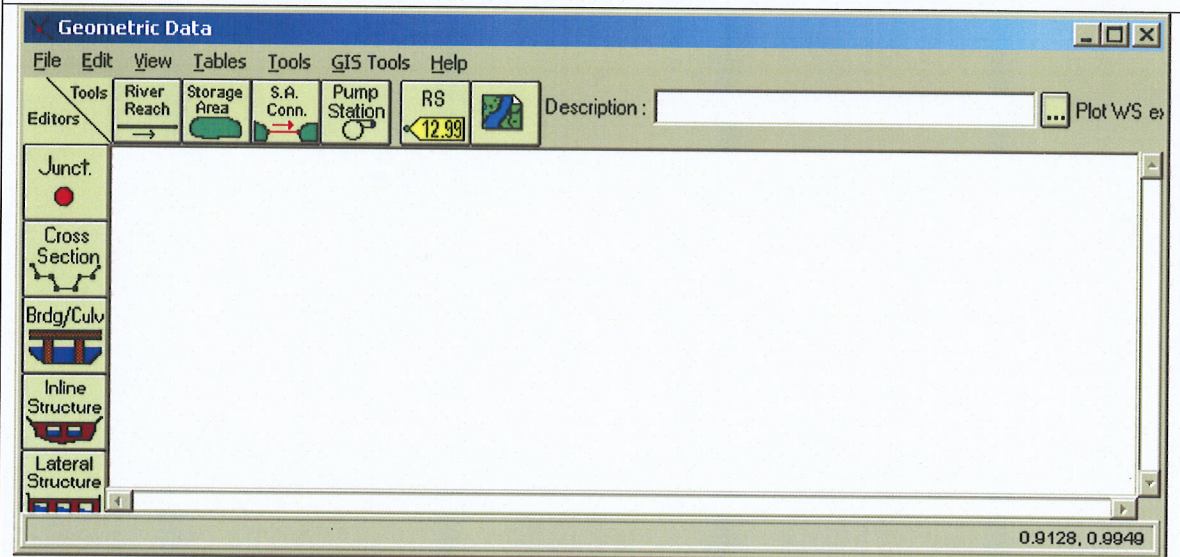 Geometric Data
File Edit View Tables Tools GIS Tools Help
Tools
Editors
River
Reach
Storage
Area
S.A.
Conn.
Pump
Station
RS
12.99
Description :
...
Plot WS ex
Junct.
Cross
Section
Brdg/Culv
Inline
Structure
Lateral
Structure
0.9128, 0.9949